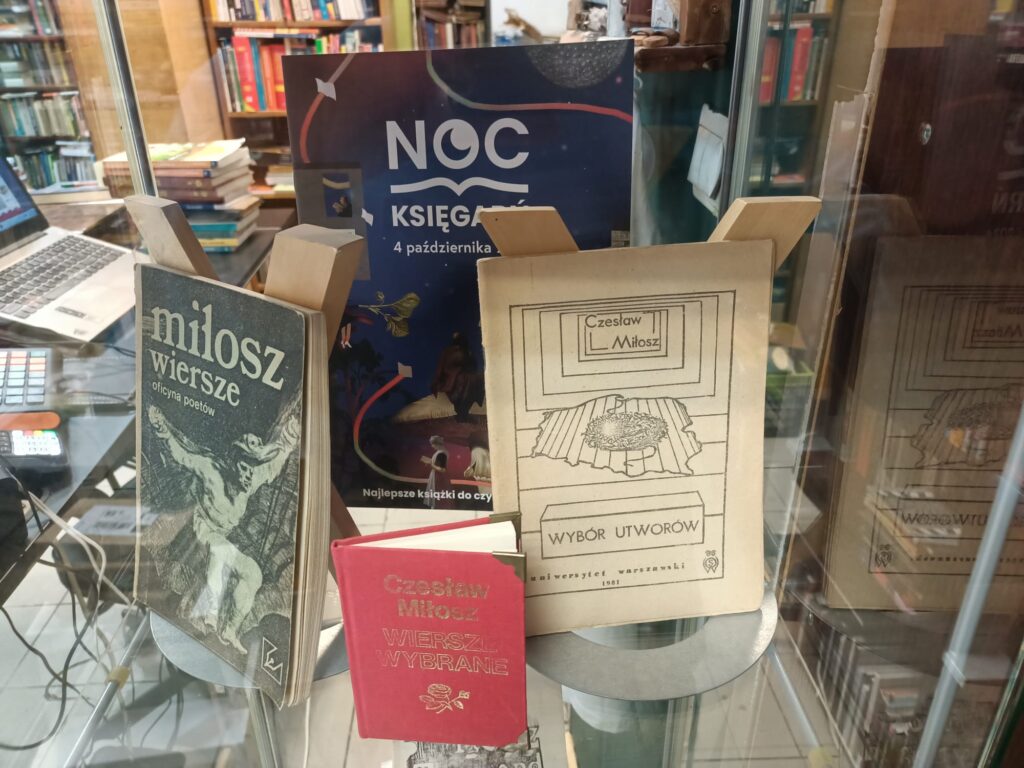 NOC
4 października
Najlepsze książki do czy
miłosz
wiersze
oficyna poetów
Czesław
Miłosz
WYBÓR UTWORÓW
uniwersytet warszawski
1981
Czesław
Miłosz
WIERSZE
WYBRANE